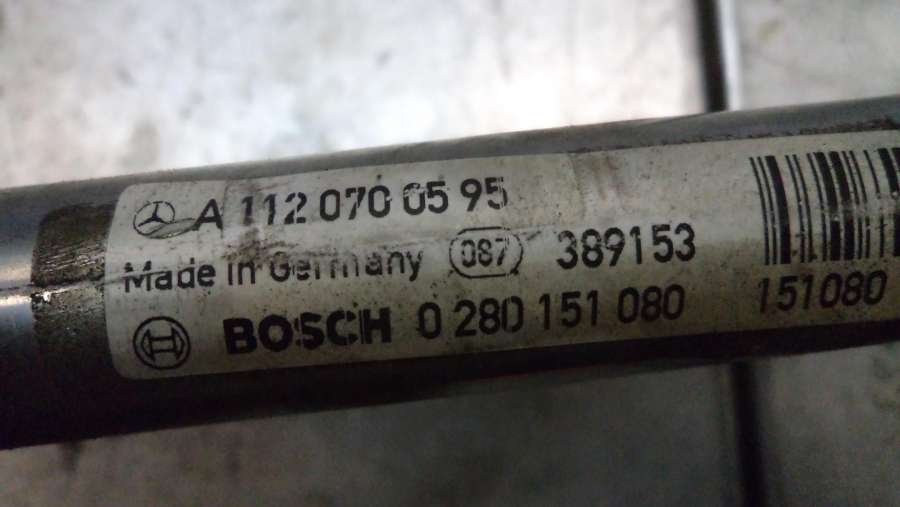 A 112 070 05 95
Made in Germany 087 389153
BOSCH 0 280 151 080 151080